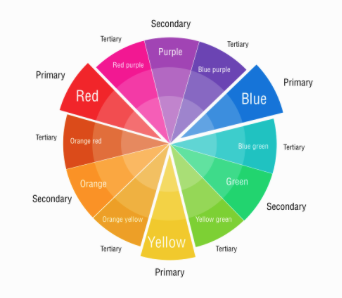 Secondary
Tertiary
Tertiary
Purple
Red purple
Blue purple
Primary
Primary
Red
Blue
Tertiary
Orange red
Blue green
Tertiary
Orange
Green
Secondary
Secondary
Orange yellow
Yellow green
Tertiary
Yellow
Tertiary
Primary